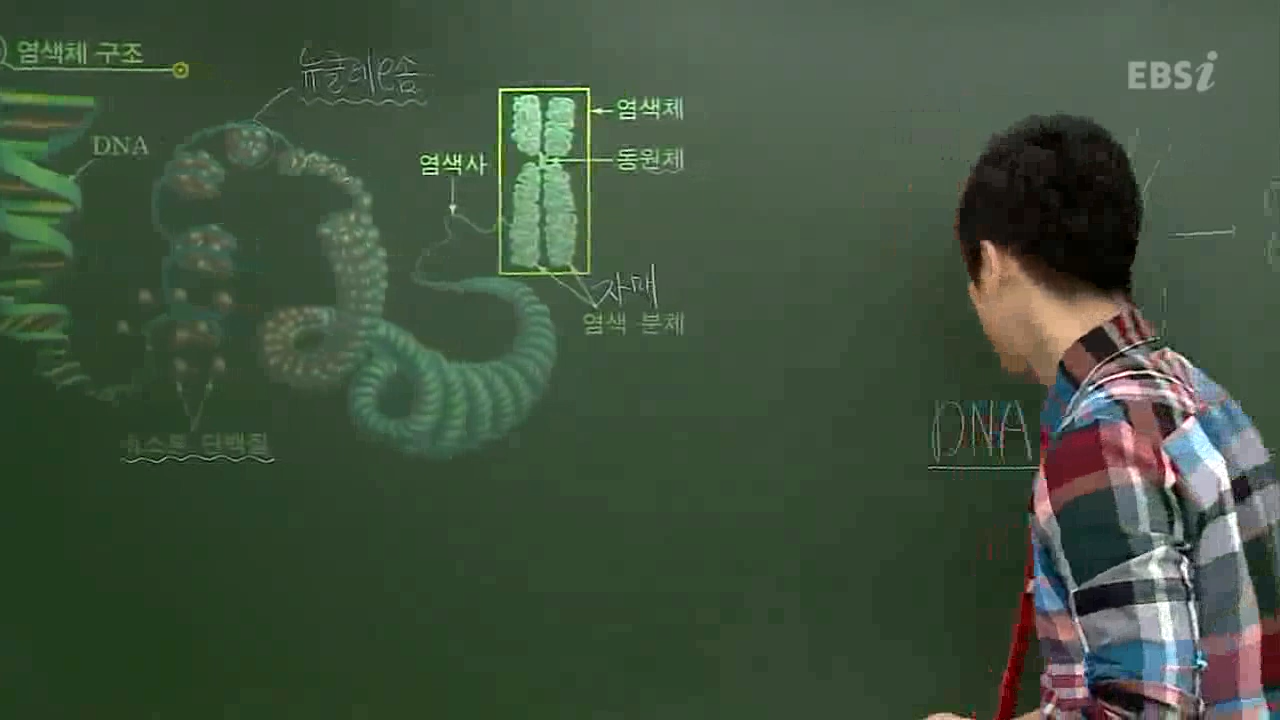 염색체 구조
뉴클레오솜
EBSi
DNA
염색체
염색사
동원체
자매
염색 분체
히스톤 단백질
DNA